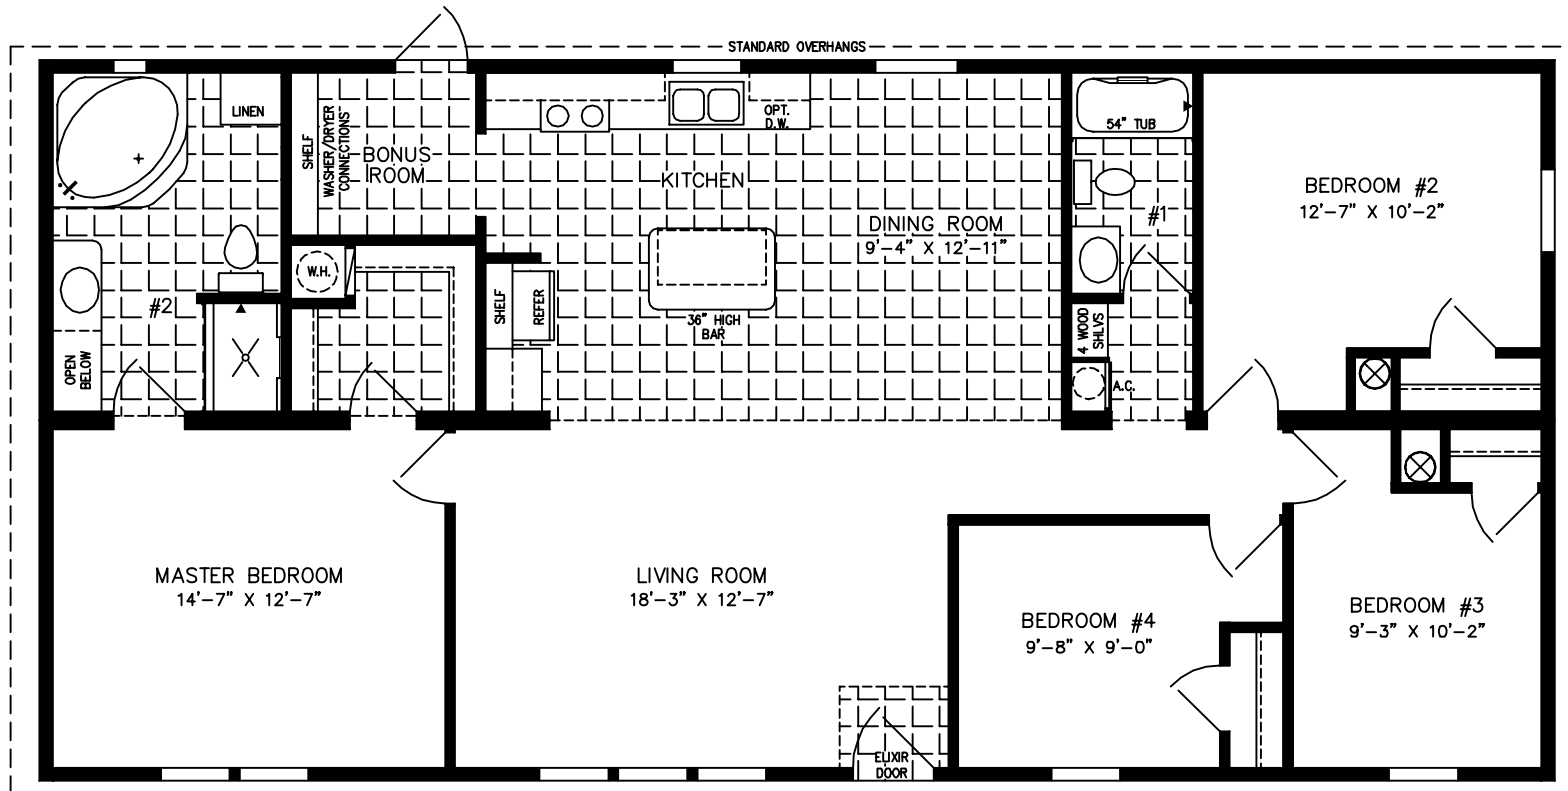 STANDARD OVERHANGS
LINEN
SHELF
WASHER/DRYER
CONNECTIONS
BONUS
ROOM
OPT.
D.W.
KITCHEN
54" TUB
#1
BEDROOM #2
12'-7" X 10'-2"
DINING ROOM
9'-4" X 12'-11"
W.H.
#2
SHELF
REFER
36" HIGH
BAR
4 WOOD
SHLVS
OPEN
BELOW
A.C.
MASTER BEDROOM
14'-7" X 12'-7"
LIVING ROOM
18'-3" X 12'-7"
BEDROOM #4
9'-8" X 9'-0"
BEDROOM #3
9'-3" X 10'-2"
ELIXIR
DOOR